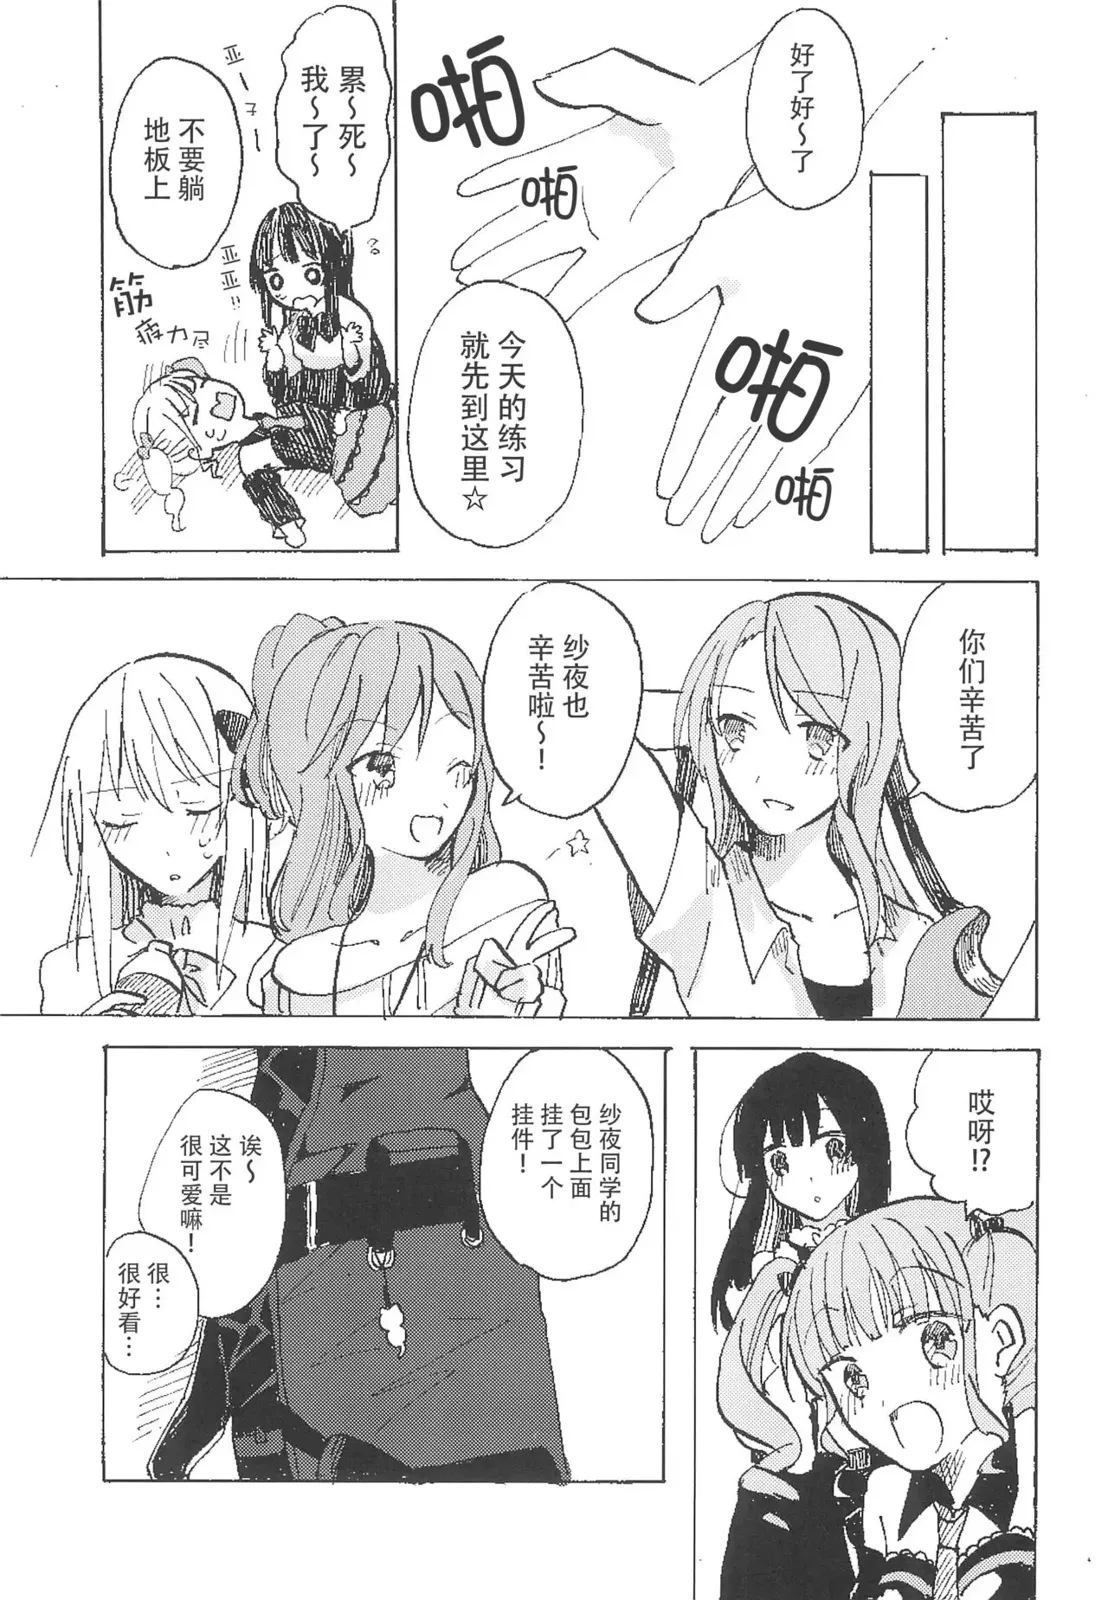 好了好～了
啪
啪
啪
啪
今天的练习
就先到这里☆
累～死～
我～了～
不要躺
地板上
亚
子
亚
亚!!
筋
疲力尽
你们辛苦了
纱夜也
辛苦啦～！
哎呀!?
纱夜同学的
包包上面
挂了一个
挂件！
诶～
这不是
很可爱嘛！
很…
很好看…